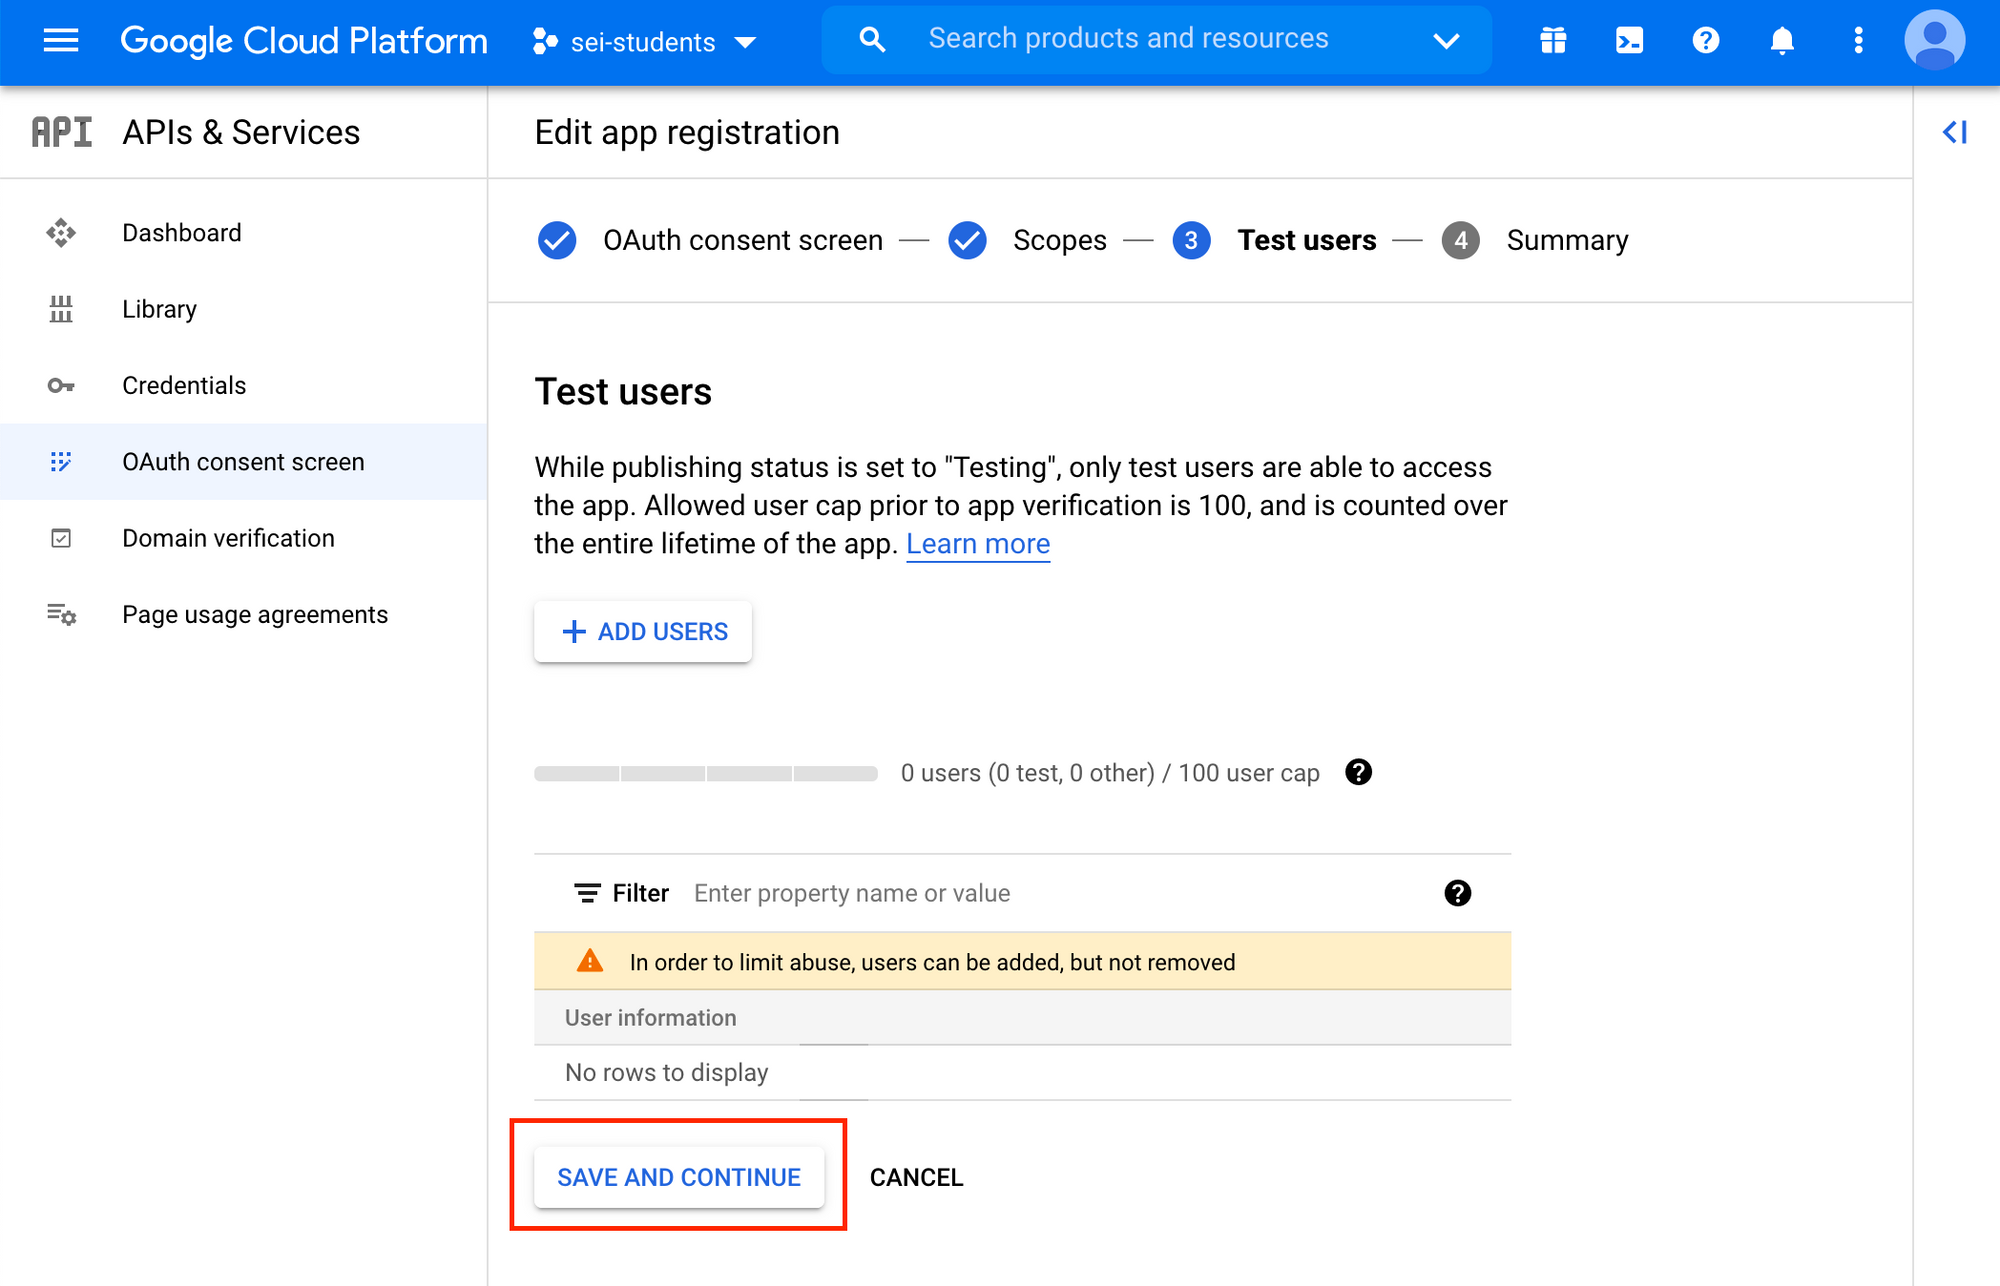 Google Cloud Platform
sei-students
Search products and resources
API
APIs & Services
Edit app registration
Dashboard
Library
Credentials
OAuth consent screen
Domain verification
Page usage agreements
OAuth consent screen — Scopes — 3 Test users — 4 Summary
Test users
While publishing status is set to "Testing", only test users are able to access
the app. Allowed user cap prior to app verification is 100, and is counted over
the entire lifetime of the app. Learn more
ADD USERS
0 users (0 test, 0 other) / 100 user cap
Filter Enter property name or value
In order to limit abuse, users can be added, but not removed
User information
No rows to display
SAVE AND CONTINUE
CANCEL